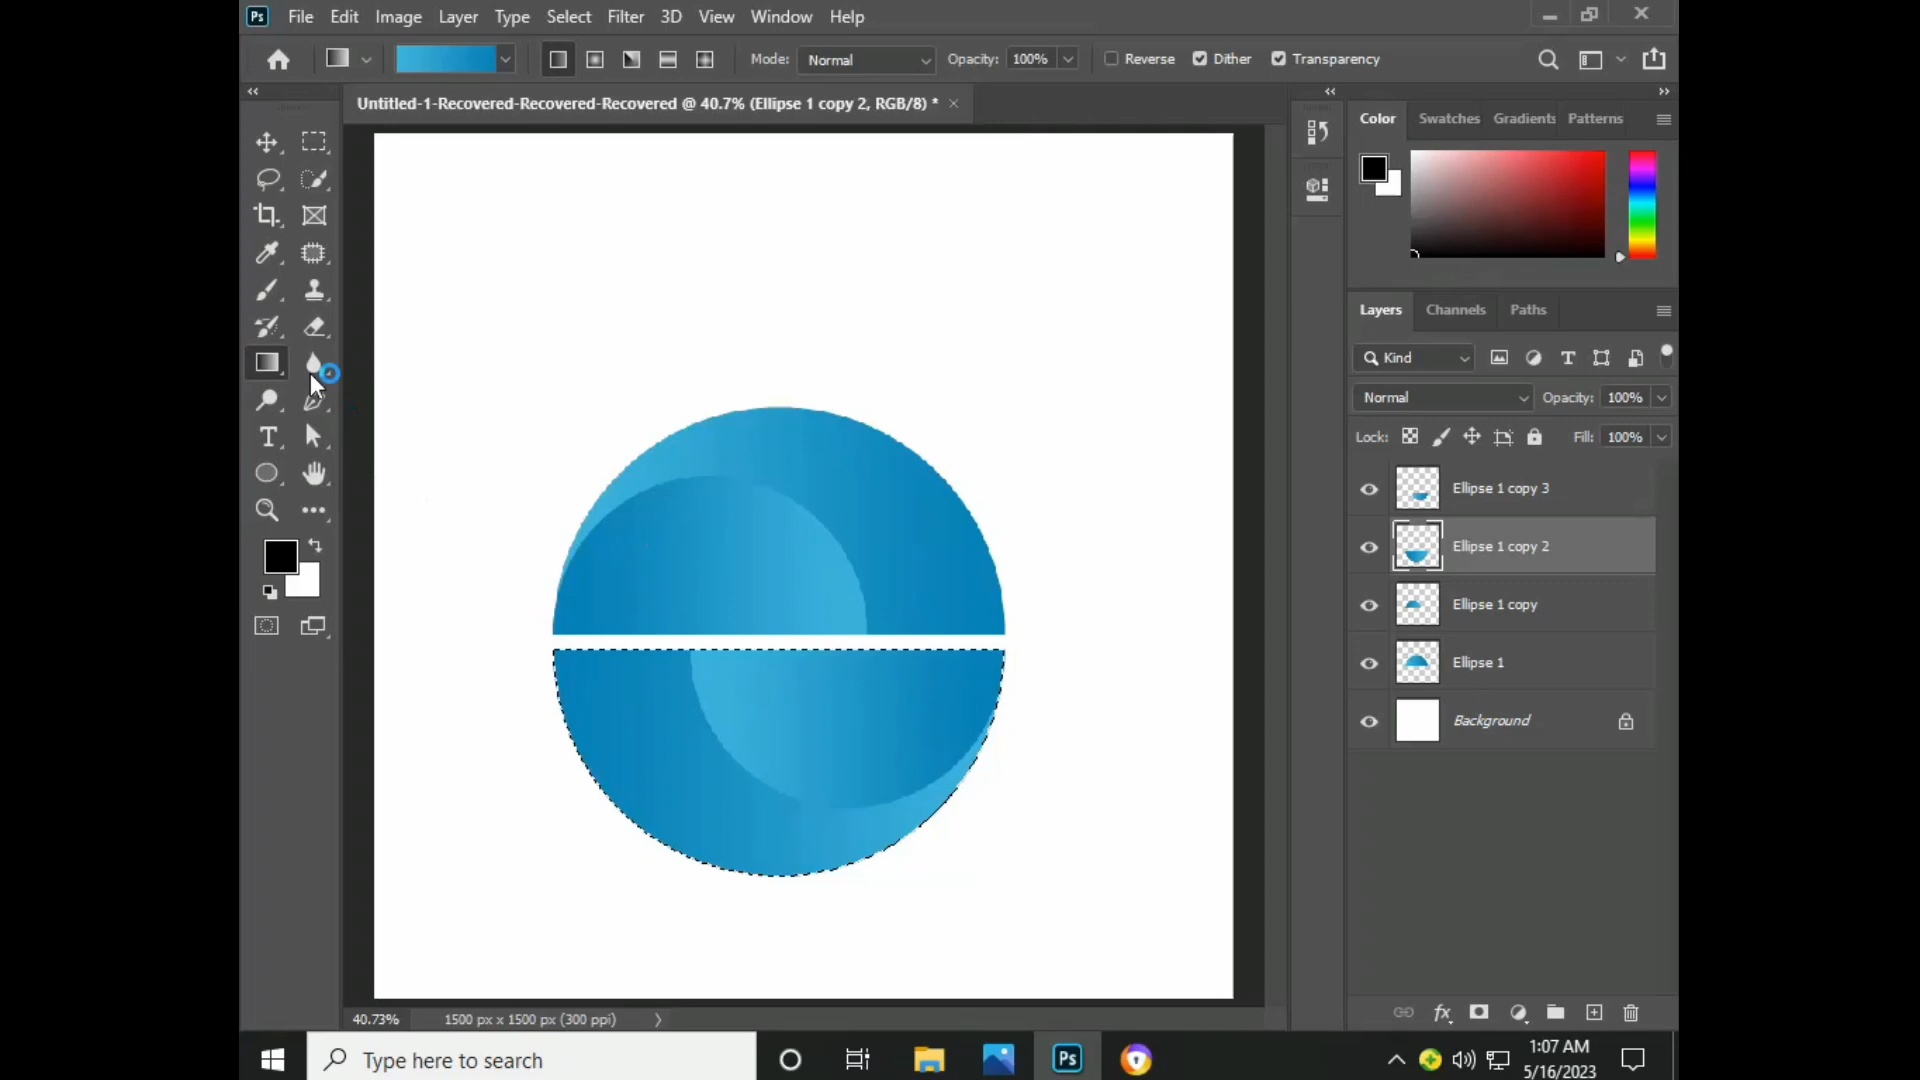 Ps File Edit Image Layer Type Select Filter 3D View Window Help
Mode: Normal Opacity: 100% Reverse Dither Transparency
Untitled-1-Recovered-Recovered-Recovered @ 40.7% (Ellipse 1 copy 2, RGB/8) *
Color Swatches Gradients Patterns
Layers Channels Paths
Kind
Normal Opacity: 100%
Lock: Fill: 100%
Ellipse 1 copy 3
Ellipse 1 copy 2
Ellipse 1 copy
Ellipse 1
Background
fx
40.73% 1500 px x 1500 px (300 ppi)
Type here to search
Ps
1:07 AM
5/16/2023